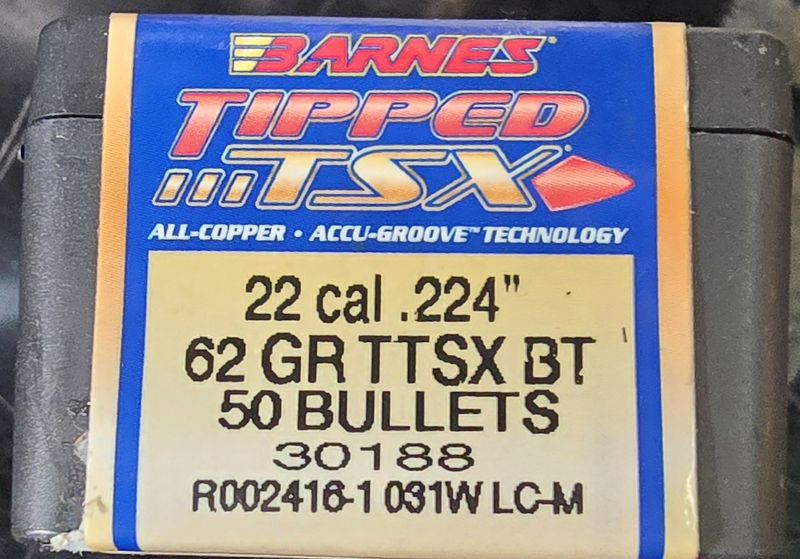 BARNES®
TIPPED
TSX®
ALL-COPPER • ACCU-GROOVE™ TECHNOLOGY
22 cal .224"
62 GR TTSX BT
50 BULLETS
30188
R002416-1 031W LC-M